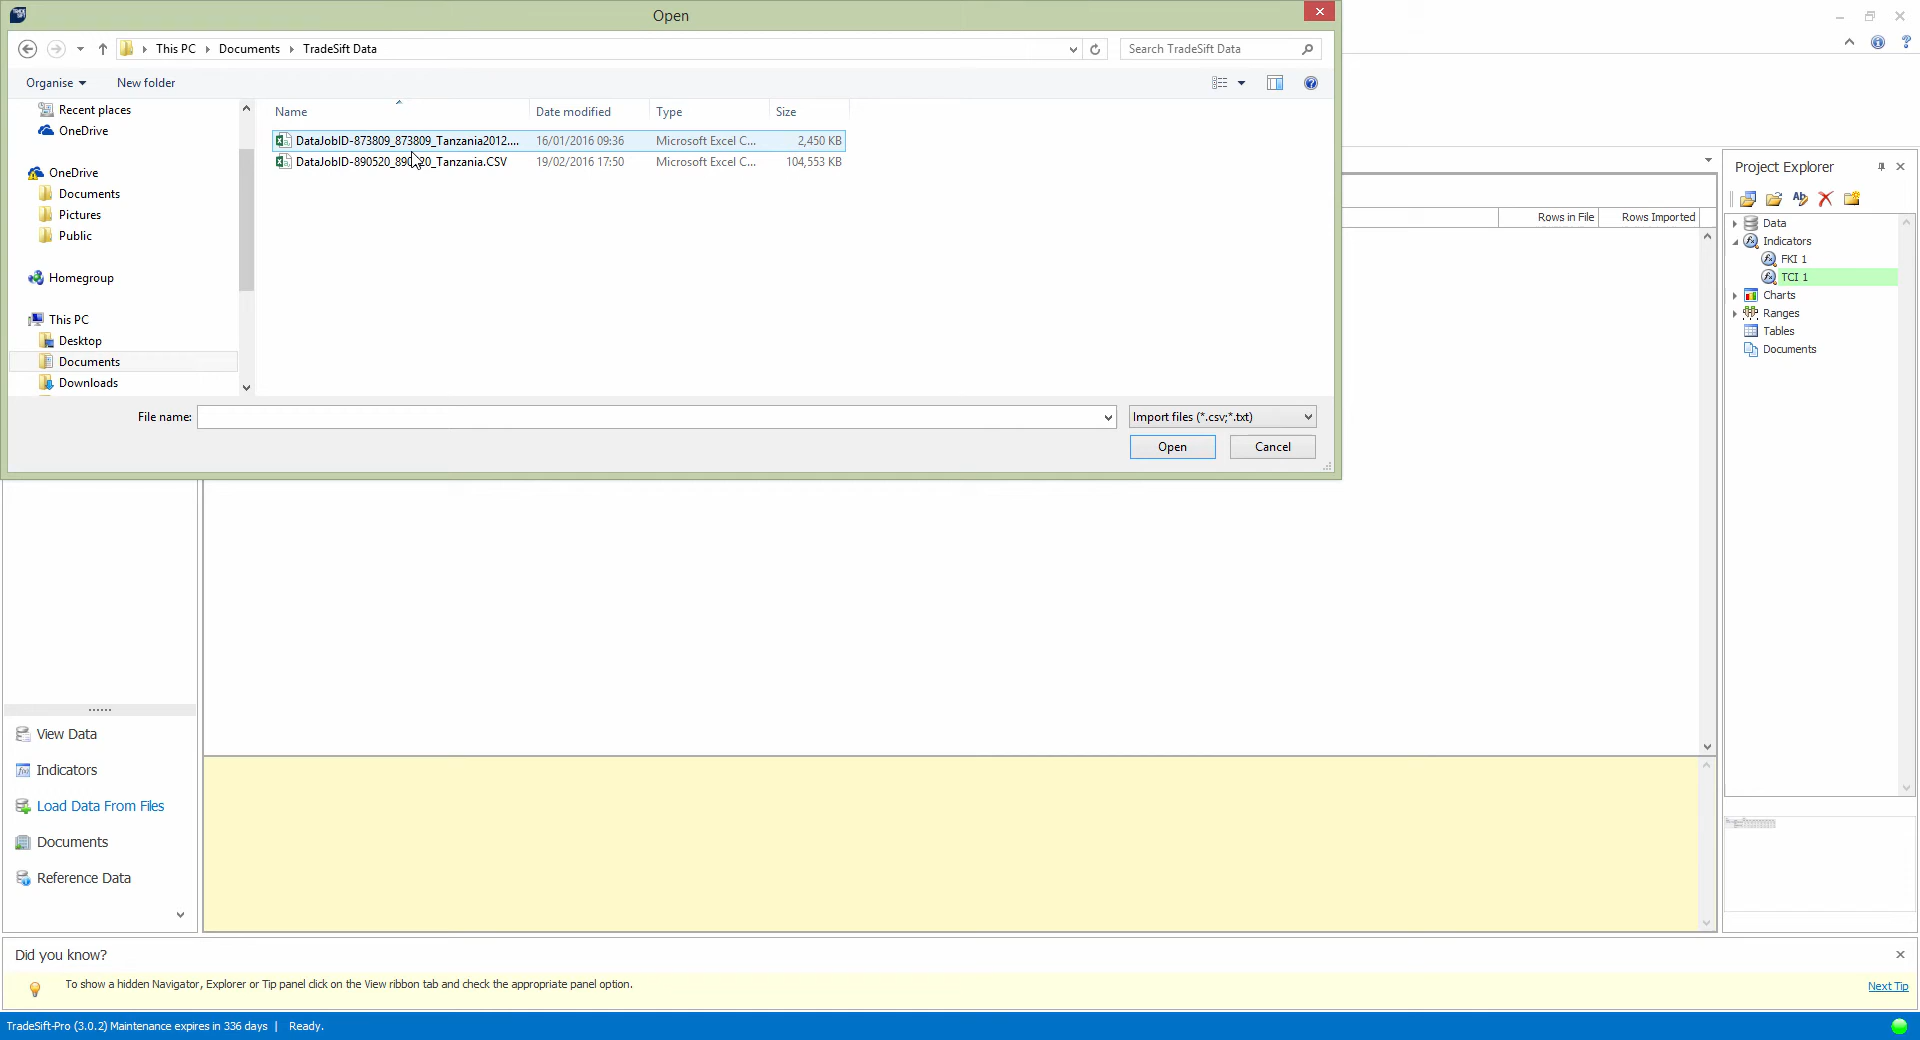 Open
This PC Documents TradeSift Data
Search TradeSift Data
Organise New folder
Name Date modified Type Size
DataJobID-873809_873809_Tanzania2012.... 16/01/2016 09:36 Microsoft Excel C... 2,450 KB
DataJobID-890520_890520_Tanzania.CSV 19/02/2016 17:50 Microsoft Excel C... 104,553 KB
Recent places
OneDrive
OneDrive
Documents
Pictures
Public
Homegroup
This PC
Desktop
Documents
Downloads
File name:
Import files (*.csv;*.txt)
Open Cancel
Rows in File Rows Imported
Project Explorer
Data
Indicators
FKI 1
TCI 1
Charts
Ranges
Tables
Documents
View Data
Indicators
Load Data From Files
Documents
Reference Data
Did you know?
To show a hidden Navigator, Explorer or Tip panel click on the View ribbon tab and check the appropriate panel option.
Next Tip
TradeSift-Pro (3.0.2) Maintenance expires in 336 days | Ready.